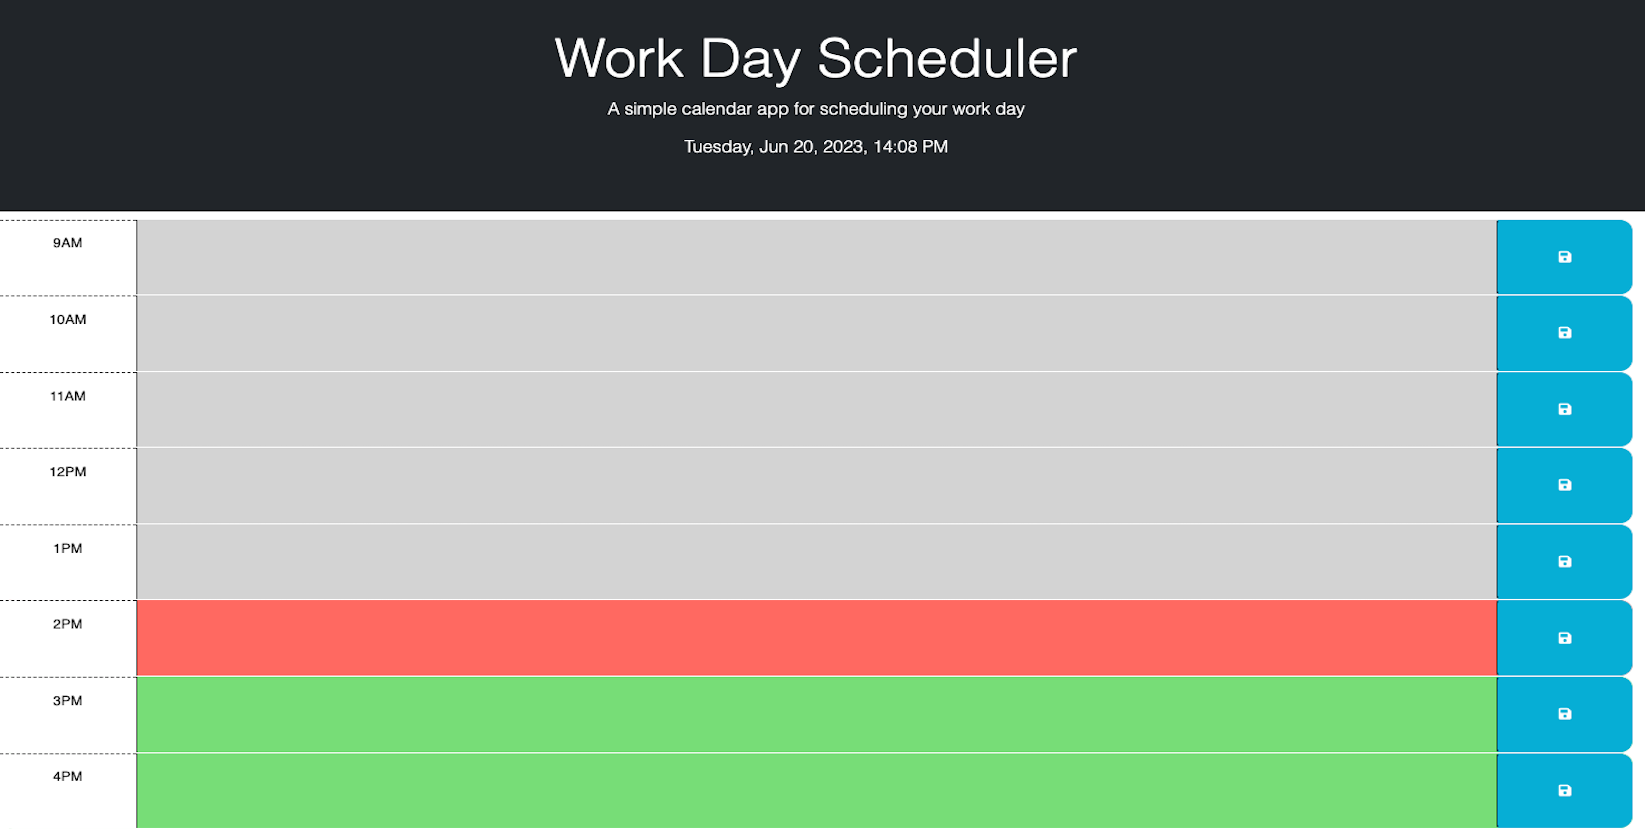 Work Day Scheduler
A simple calendar app for scheduling your work day
Tuesday, Jun 20, 2023, 14:08 PM
9AM
10AM
11AM
12PM
1PM
2PM
3PM
4PM